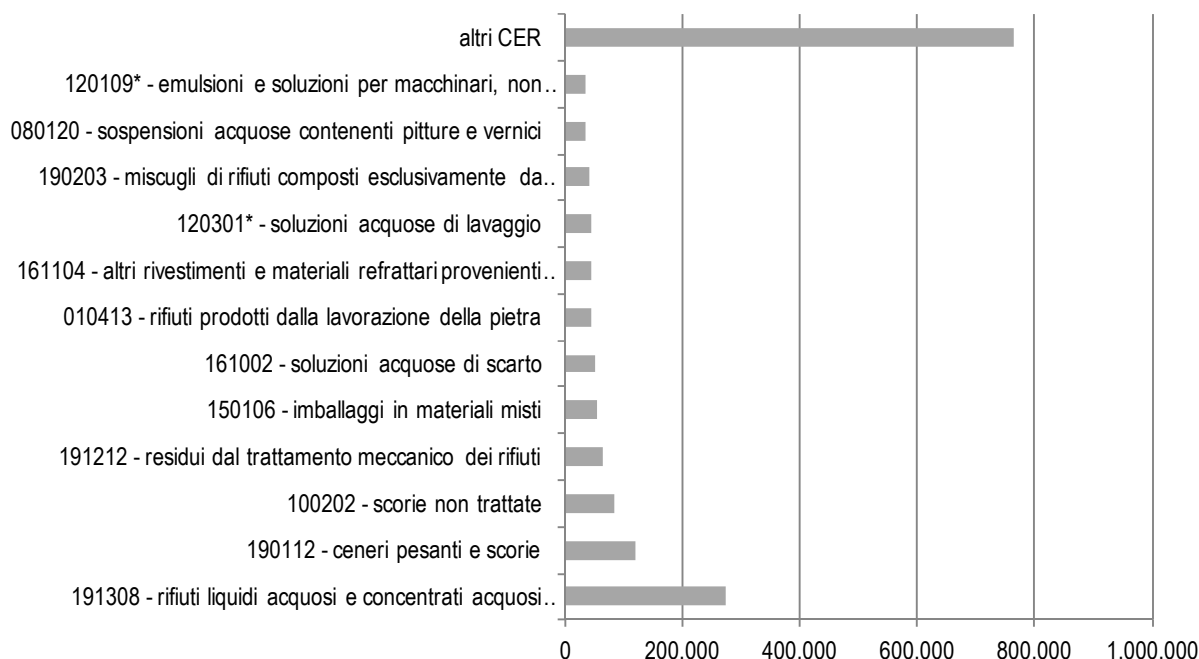 altri CER
120109* - emulsioni e soluzioni per macchinari, non..
080120 - sospensioni acquose contenenti pitture e vernici
190203 - miscugli di rifiuti composti esclusivamente da..
120301* - soluzioni acquose di lavaggio
161104 - altri rivestimenti e materiali refrattari provenienti..
010413 - rifiuti prodotti dalla lavorazione della pietra
161002 - soluzioni acquose di scarto
150106 - imballaggi in materiali misti
191212 - residui dal trattamento meccanico dei rifiuti
100202 - scorie non trattate
190112 - ceneri pesanti e scorie
191308 - rifiuti liquidi acquosi e concentrati acquosi..
0 200.000 400.000 600.000 800.000 1.000.000